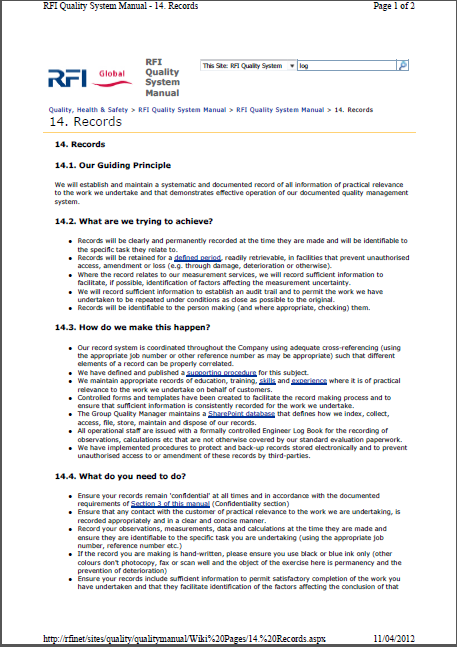 RFI Quality System Manual - 14. Records Page 1 of 2
RFI Global
RFI
Quality
System
Manual
This Site: RFI Quality System log
Quality, Health & Safety > RFI Quality System Manual > RFI Quality System Manual > 14. Records
14. Records
14. Records
14.1. Our Guiding Principle
We will establish and maintain a systematic and documented record of all information of practical relevance
to the work we undertake and that demonstrates effective operation of our documented quality management
system.
14.2. What are we trying to achieve?
• Records will be clearly and permanently recorded at the time they are made and will be identifiable to
the specific task they relate to.
• Records will be retained for a defined period, readily retrievable, in facilities that prevent unauthorised
access, amendment or loss (e.g. through damage, deterioration or otherwise).
• Where the record relates to our measurement services, we will record sufficient information to
facilitate, if possible, identification of factors affecting the measurement uncertainty.
• We will record sufficient information to establish an audit trail and to permit the work we have
undertaken to be repeated under conditions as close as possible to the original.
• Records will be identifiable to the person making (and where appropriate, checking) them.
14.3. How do we make this happen?
• Our record system is coordinated throughout the Company using adequate cross-referencing (using
the appropriate job number or other reference number as may be appropriate) such that different
elements of a record can be properly correlated.
• We have defined and published a supporting procedure for this subject.
• We maintain appropriate records of education, training, skills and experience where it is of practical
relevance to the work we undertake on behalf of customers.
• Controlled forms and templates have been created to facilitate the record making process and to
ensure that sufficient information is consistently recorded for the work we undertake.
• The Group Quality Manager maintains a SharePoint database that defines how we index, collect,
access, file, store, maintain and dispose of our records.
• All operational staff are issued with a formally controlled Engineer Log Book for the recording of
observations, calculations etc that are not otherwise covered by our standard evaluation paperwork.
• We have implemented procedures to protect and back-up records stored electronically and to prevent
unauthorised access to or amendment of these records by third-parties.
14.4. What do you need to do?
• Ensure your records remain 'confidential' at all times and in accordance with the documented
requirements of Section 3 of this manual (Confidentiality section)
• Ensure that any contact with the customer of practical relevance to the work we are undertaking, is
recorded appropriately and in a clear and concise manner.
• Record your observations, measurements, data and calculations at the time they are made and
ensure they are identifiable to the specific task you are undertaking (using the appropriate job
number, reference number etc.)
• If the record you are making is hand-written, please ensure you use black or blue ink only (other
colours don't photocopy, fax or scan well and the object of the exercise here is permanency and the
prevention of deterioration)
• Ensure your records include sufficient information to permit satisfactory completion of the work you
have undertaken and that they facilitate identification of the factors affecting the conclusion of that
http://rfinet/sites/quality/qualitymanual/Wiki%20Pages/14.%20Records.aspx 11/04/2012